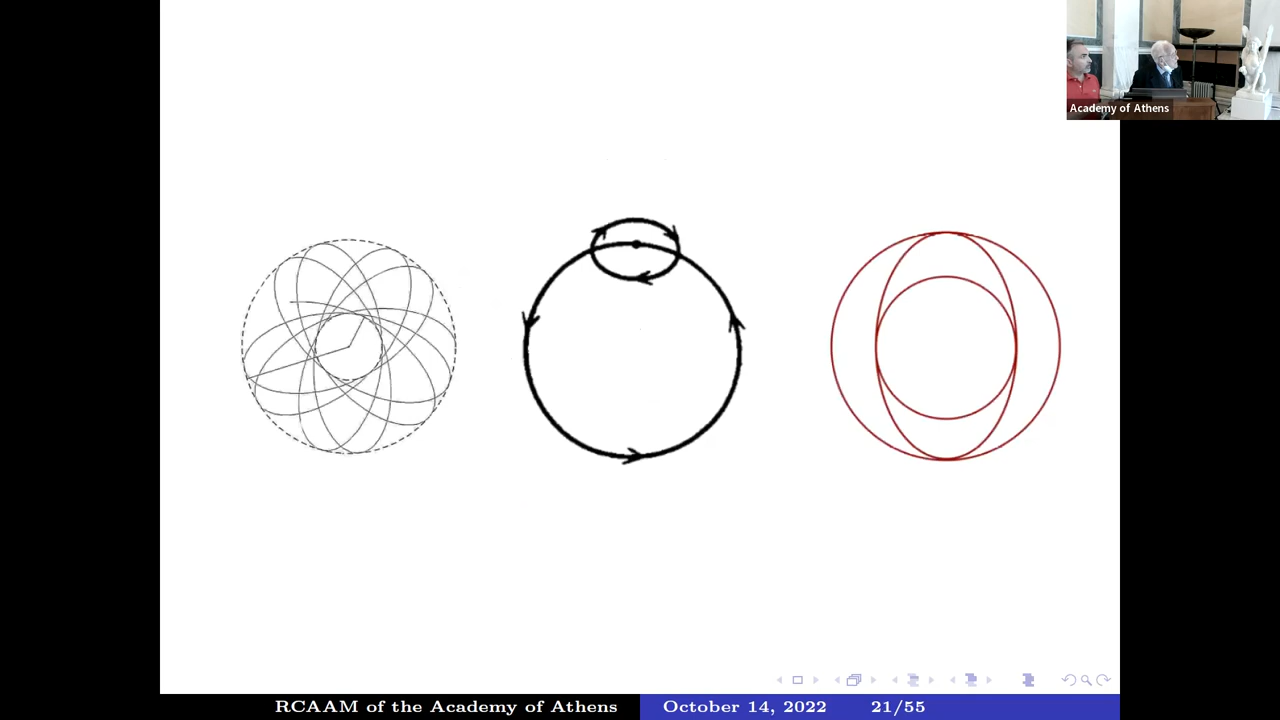 Academy of Athens
RCAAM of the Academy of Athens October 14, 2022 21/55